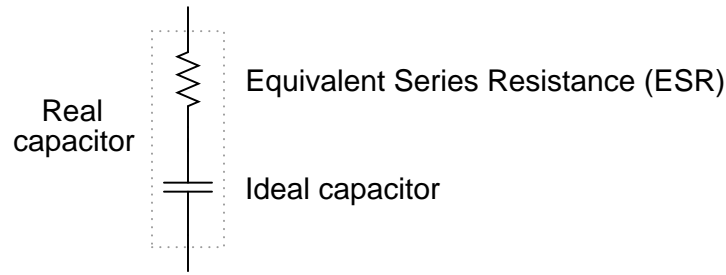 Equivalent Series Resistance (ESR)
Real
capacitor
Ideal capacitor